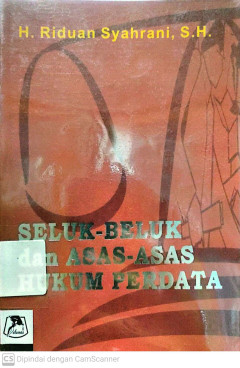 H. Riduan Syahrani, S.H.
SELUK-BELUK
dan ASAS-ASAS
HUKUM PERDATA
CS Dipindai dengan CamScanner